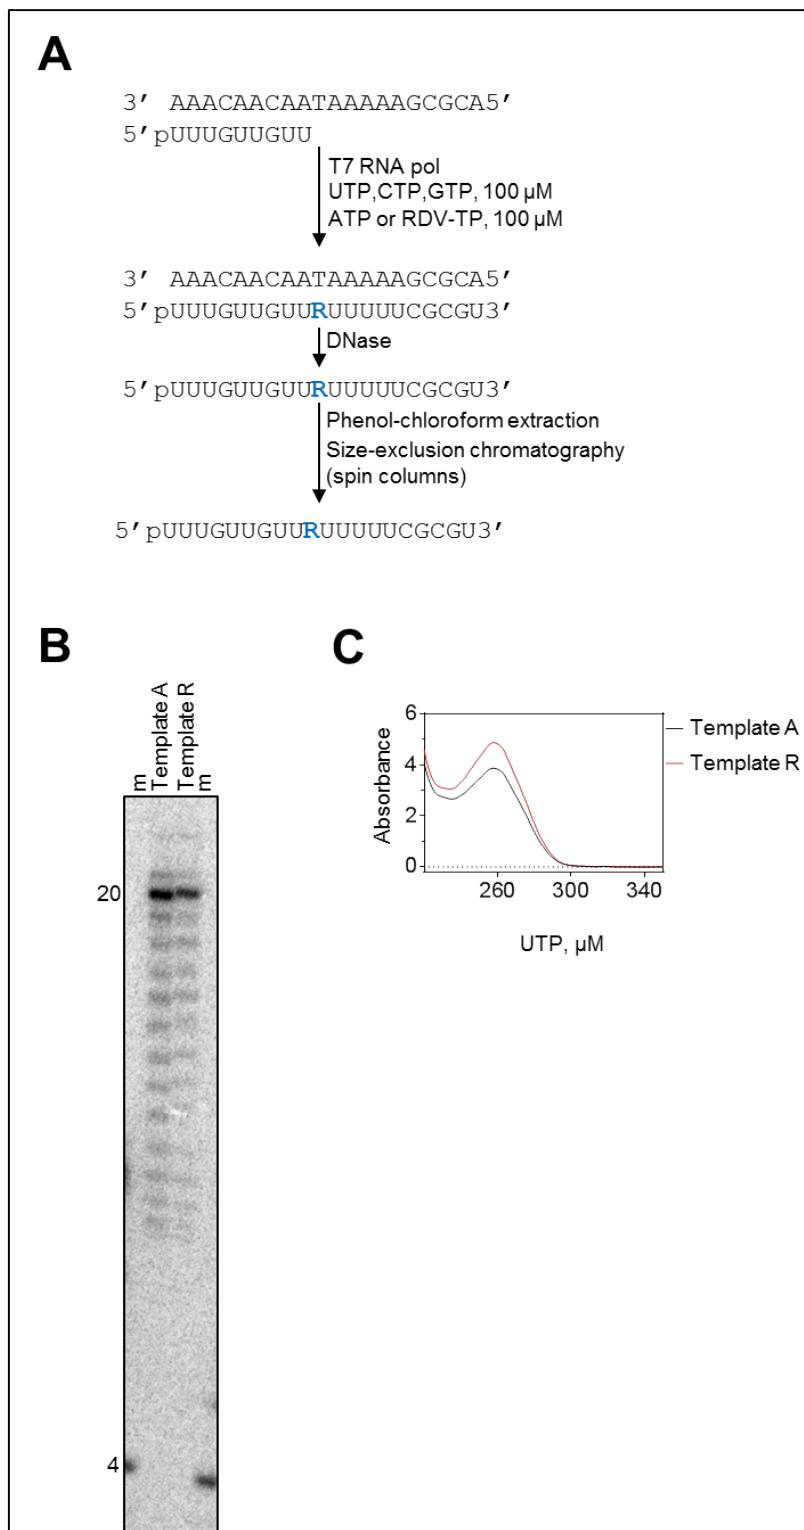 A
3′ AAACAACAATAAAAAGCGCA5′
5′pUUUGUUGUU
T7 RNA pol
UTP,CTP,GTP, 100 µM
ATP or RDV-TP, 100 µM
3′ AAACAACAATAAAAAGCGCA5′
5′pUUUGUUGUURUUUUUCGCGU3′
DNase
5′pUUUGUUGUURUUUUUCGCGU3′
Phenol-chloroform extraction
Size-exclusion chromatography
(spin columns)
5′pUUUGUUGUURUUUUUCGCGU3′
B
m
Template A
Template R
m
20
4
C
Absorbance
6
4
2
0
260 300 340
UTP, µM
Template A
Template R